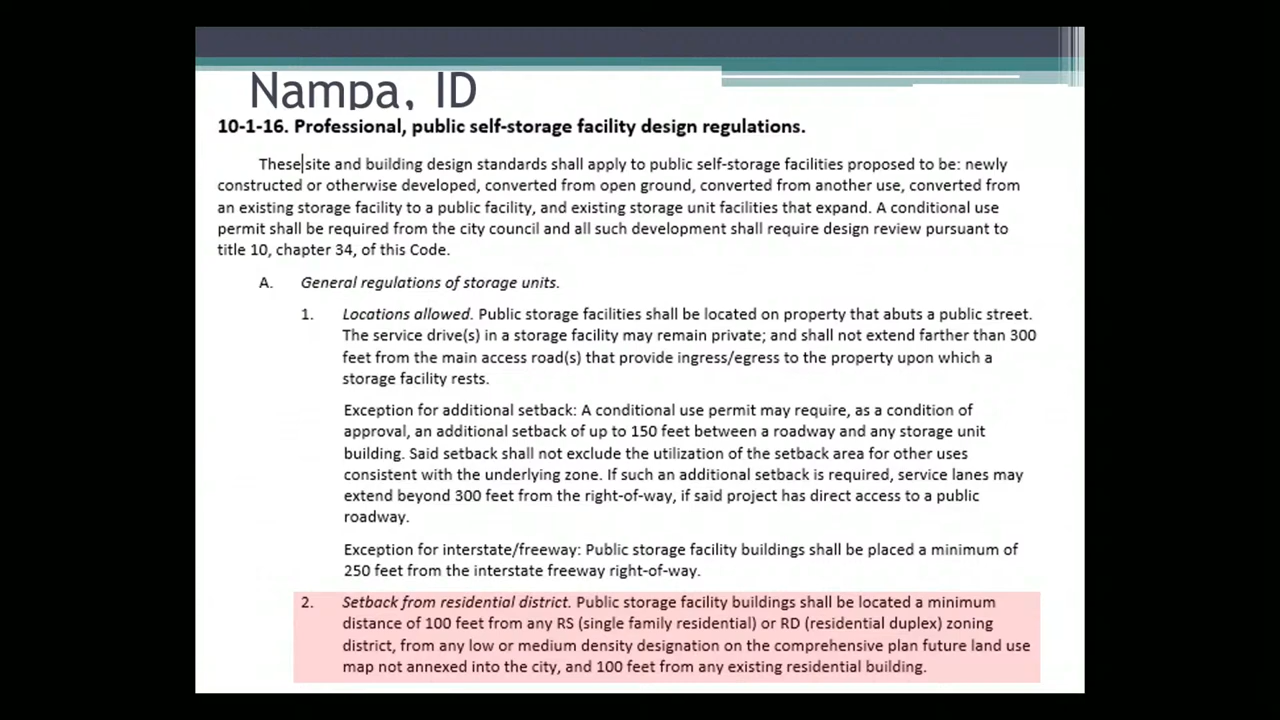 Nampa, ID
10-1-16. Professional, public self-storage facility design regulations.
These site and building design standards shall apply to public self-storage facilities proposed to be: newly
constructed or otherwise developed, converted from open ground, converted from another use, converted from
an existing storage facility to a public facility, and existing storage unit facilities that expand. A conditional use
permit shall be required from the city council and all such development shall require design review pursuant to
title 10, chapter 34, of this Code.
A. General regulations of storage units.
1. Locations allowed. Public storage facilities shall be located on property that abuts a public street.
The service drive(s) in a storage facility may remain private; and shall not extend farther than 300
feet from the main access road(s) that provide ingress/egress to the property upon which a
storage facility rests.
Exception for additional setback: A conditional use permit may require, as a condition of
approval, an additional setback of up to 150 feet between a roadway and any storage unit
building. Said setback shall not exclude the utilization of the setback area for other uses
consistent with the underlying zone. If such an additional setback is required, service lanes may
extend beyond 300 feet from the right-of-way, if said project has direct access to a public
roadway.
Exception for interstate/freeway: Public storage facility buildings shall be placed a minimum of
250 feet from the interstate freeway right-of-way.
2. Setback from residential district. Public storage facility buildings shall be located a minimum
distance of 100 feet from any RS (single family residential) or RD (residential duplex) zoning
district, from any low or medium density designation on the comprehensive plan future land use
map not annexed into the city, and 100 feet from any existing residential building.